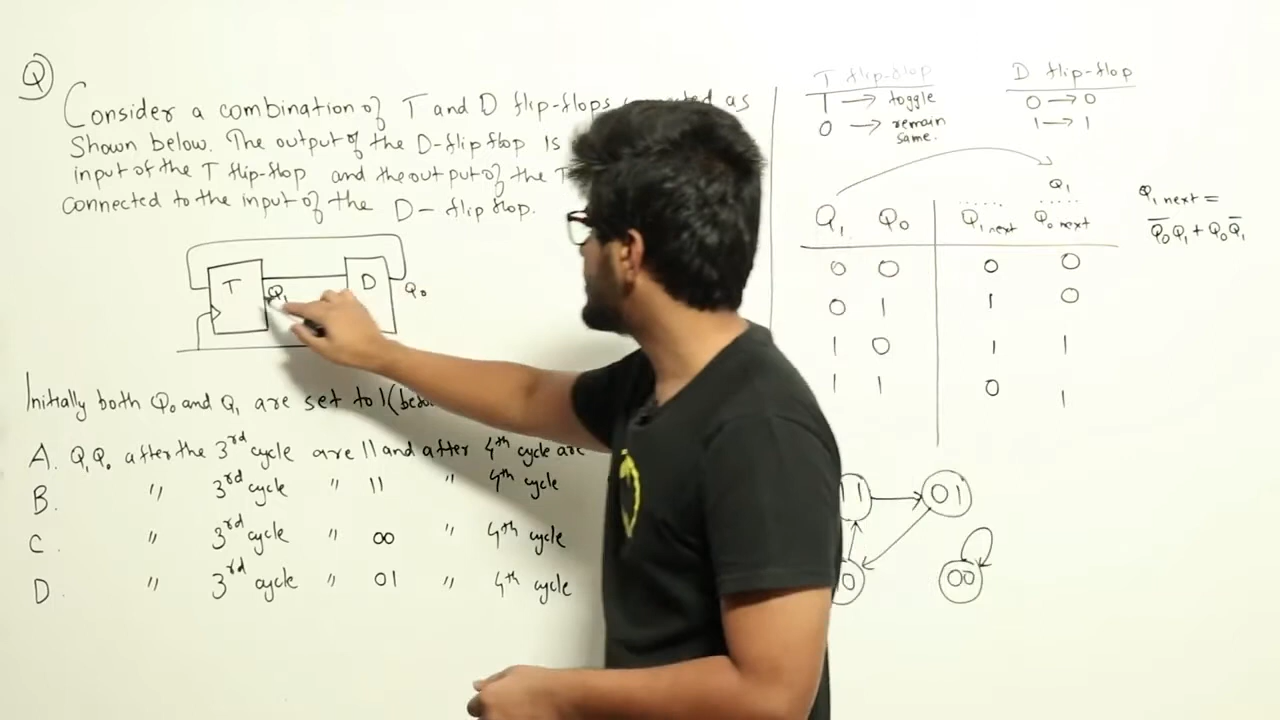 Q
Consider a combination of T and D flip-flops as
Shown below. The output of the D-flip flop is
input of the T flip-flop and the output of the T
connected to the input of the D- flip flop.
T Q1 D Q0
Initially both Q0 and Q1 are set to 1
A. Q1Q0 after the 3rd cycle are 11 and after 4th cycle are
B. " 3rd cycle " 11 " 4th cycle
C. " 3rd cycle " 00 " 4th cycle
D. " 3rd cycle " 01 " 4th cycle
T flip-flop
1 → toggle
0 → remain
same.
D flip-flop
0 → 0
1 → 1
Q1
Q1 Q0 Q1 next Q0 next
0 0 0 0
0 1 1 0
1 0 1 1
1 1 0 1
Q1 next =
Q̅0Q1 + Q0Q̅1
11 01
0 00